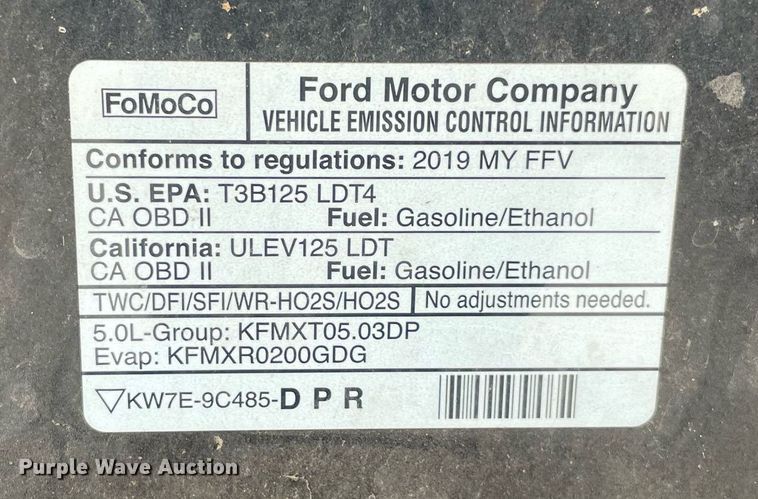 FoMoCo
Ford Motor Company
VEHICLE EMISSION CONTROL INFORMATION
Conforms to regulations: 2019 MY FFV
U.S. EPA: T3B125 LDT4
CA OBD II Fuel: Gasoline/Ethanol
California: ULEV125 LDT
CA OBD II Fuel: Gasoline/Ethanol
TWC/DFI/SFI/WR-HO2S/HO2S No adjustments needed.
5.0L-Group: KFMXT05.03DP
Evap: KFMXR0200GDG
▽KW7E-9C485-D P R
Purple Wave Auction